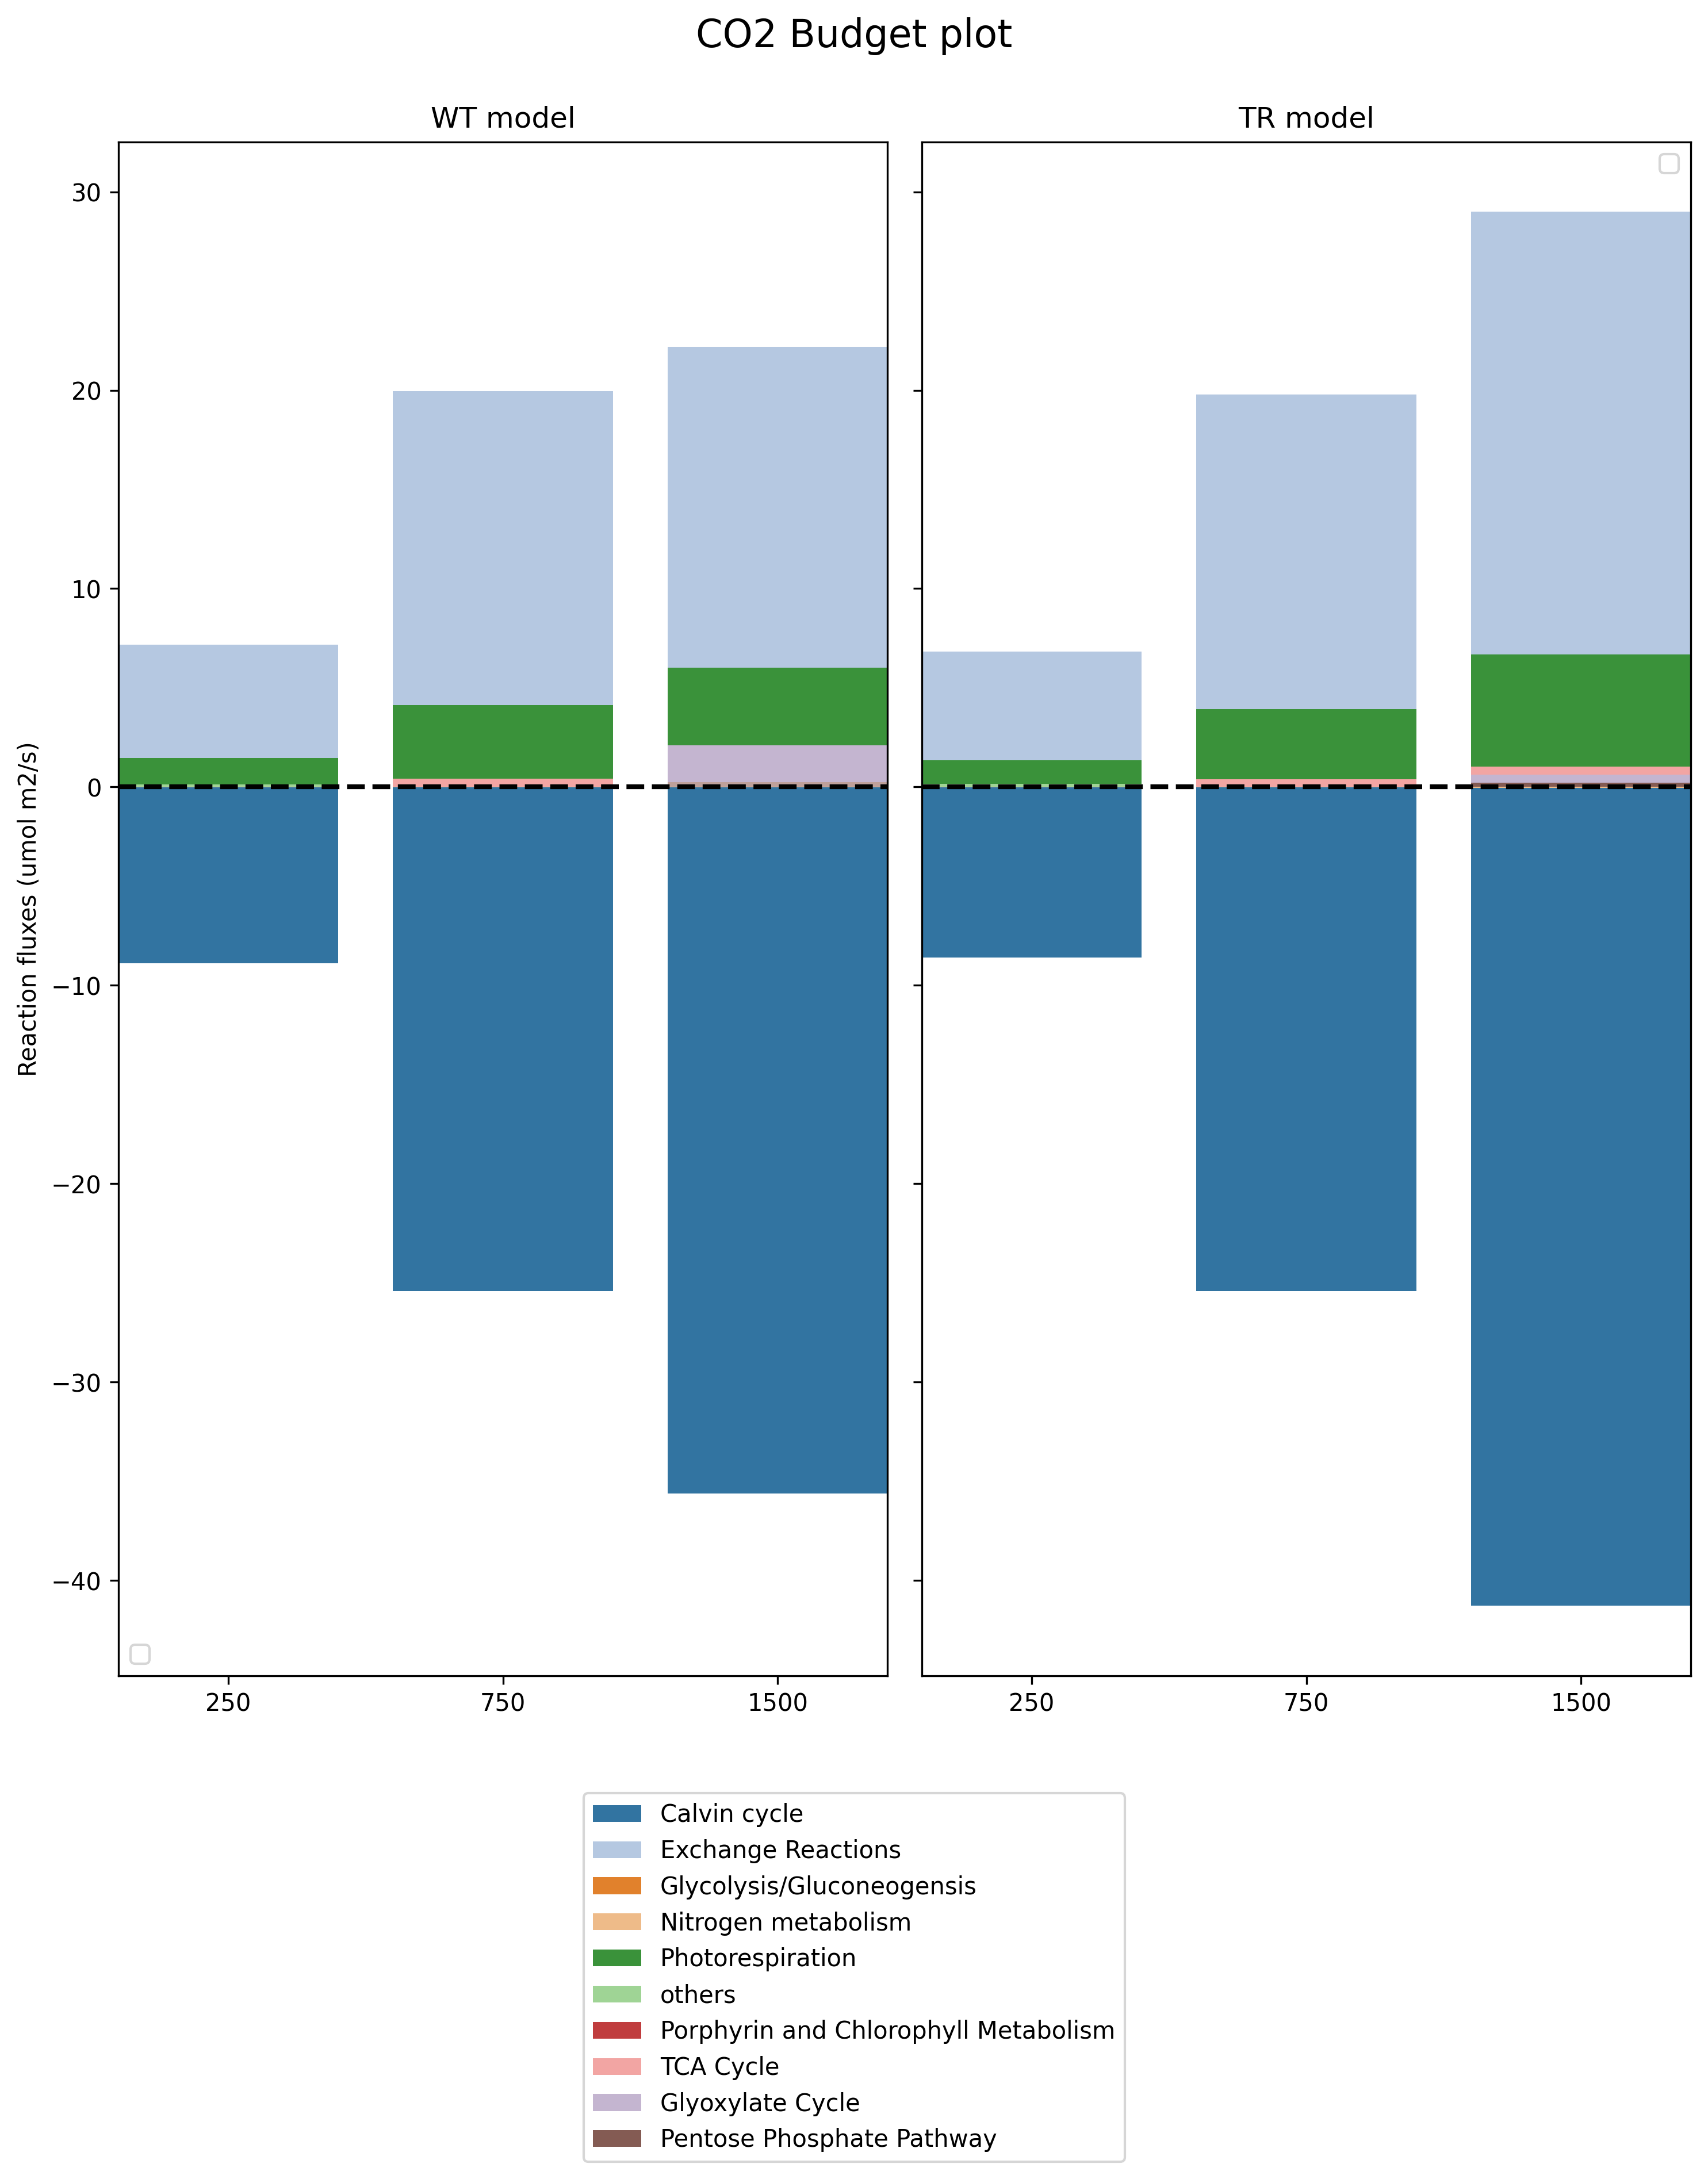 CO2 Budget plot
WT model
TR model
30
20
10
0
−10
−20
−30
−40
Reaction fluxes (umol m2/s)
250
750
1500
250
750
1500
Calvin cycle
Exchange Reactions
Glycolysis/Gluconeogensis
Nitrogen metabolism
Photorespiration
others
Porphyrin and Chlorophyll Metabolism
TCA Cycle
Glyoxylate Cycle
Pentose Phosphate Pathway